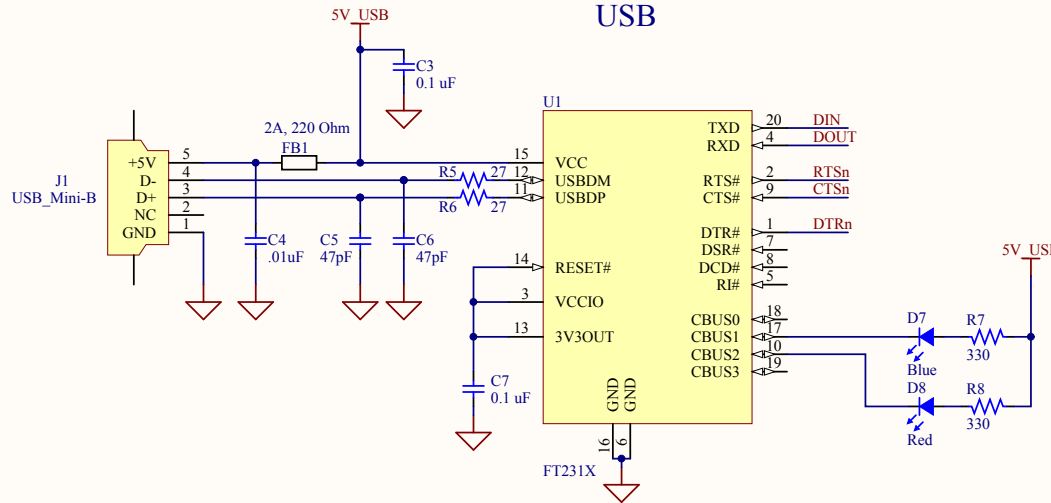 USB
5V_USB
C3
0.1 uF
U1
2A, 220 Ohm
FB1
J1
USB_Mini-B
+5V
D-
D+
NC
GND
5
4
3
2
1
R5
27
R6
27
C4
.01uF
C5
47pF
C6
47pF
15
12
11
14
3
13
VCC
USBDM
USBDP
RESET#
VCCIO
3V3OUT
C7
0.1 uF
GND
GND
16
6
FT231X
TXD
RXD
RTS#
CTS#
DTR#
DSR#
DCD#
RI#
CBUS0
CBUS1
CBUS2
CBUS3
20
4
2
9
1
7
8
5
18
17
10
19
DIN
DOUT
RTSn
CTSn
DTRn
5V_USB
D7
Blue
R7
330
D8
Red
R8
330